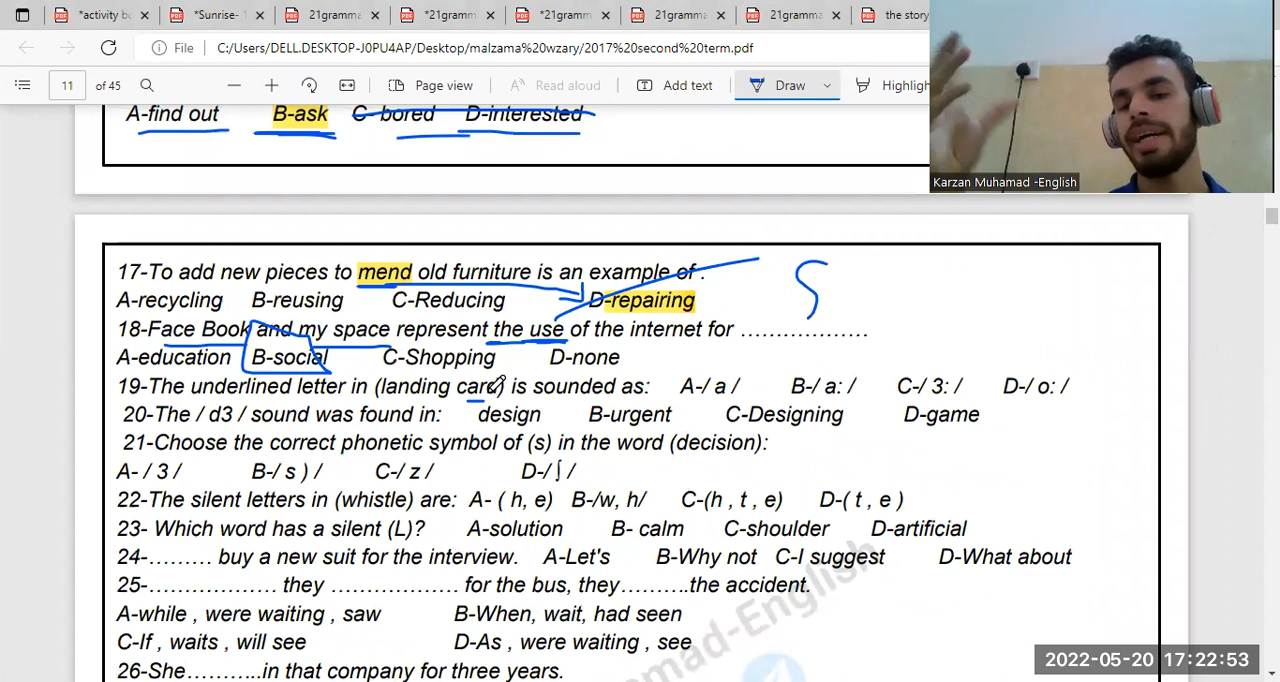 *activity b
*Sunrise- 1
21gramma
*21gramm
*21gramm
21gramma
21gramma
the story
File C:/Users/DELL.DESKTOP-J0PU4AP/Desktop/malzama%20wzary/2017%20second%20term.pdf
11 of 45 Page view Read aloud Add text Draw Highligh
A-find out B-ask C-bored D-interested
Karzan Muhamad -English
17-To add new pieces to mend old furniture is an example of .
A-recycling B-reusing C-Reducing D-repairing
18-Face Book and my space represent the use of the internet for ………………
A-education B-social C-Shopping D-none
19-The underlined letter in (landing care) is sounded as: A-/ a / B-/ a: / C-/ 3: / D-/ o: /
20-The / d3 / sound was found in: design B-urgent C-Designing D-game
21-Choose the correct phonetic symbol of (s) in the word (decision):
A- / 3 / B-/ s ) / C-/ z / D-/ ʃ /
22-The silent letters in (whistle) are: A- ( h, e) B-/w, h/ C-(h , t , e) D-( t , e )
23- Which word has a silent (L)? A-solution B- calm C-shoulder D-artificial
24-……… buy a new suit for the interview. A-Let's B-Why not C-I suggest D-What about
25-……………… they ……………… for the bus, they………..the accident.
A-while , were waiting , saw B-When, wait, had seen
C-If , waits , will see D-As , were waiting , see
26-She………..in that company for three years.
amad-English
2022-05-20 17:22:53